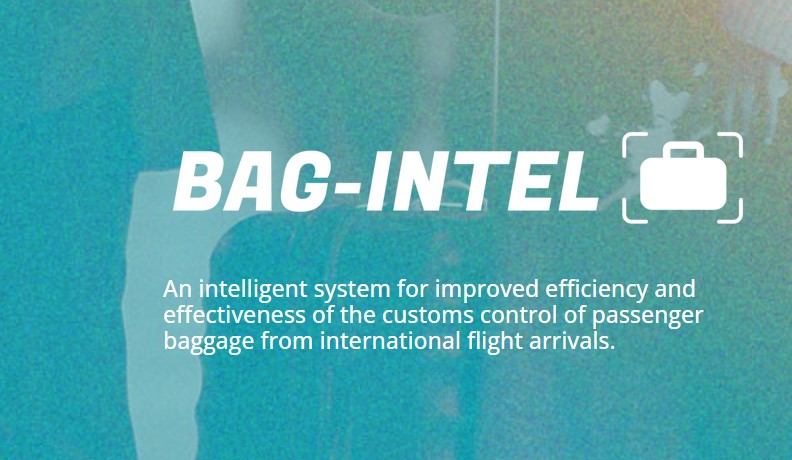 BAG-INTEL
An intelligent system for improved efficiency and
effectiveness of the customs control of passenger
baggage from international flight arrivals.